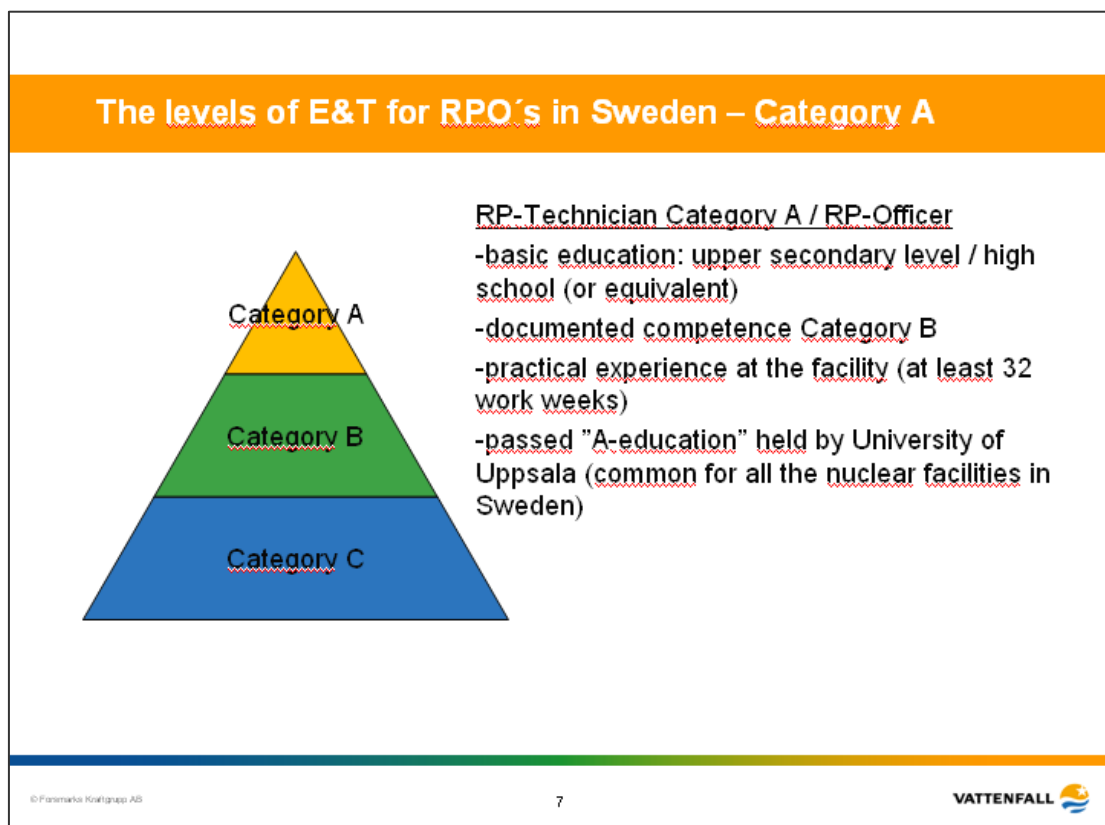 The levels of E&T for RPO´s in Sweden – Category A
RP-Technician Category A / RP-Officer
-basic education: upper secondary level / high
school (or equivalent)
-documented competence Category B
-practical experience at the facility (at least 32
work weeks)
-passed ”A-education” held by University of
Uppsala (common for all the nuclear facilities in
Sweden)
Category A
Category B
Category C
© Forsmarks Kraftgrupp AB
7
VATTENFALL